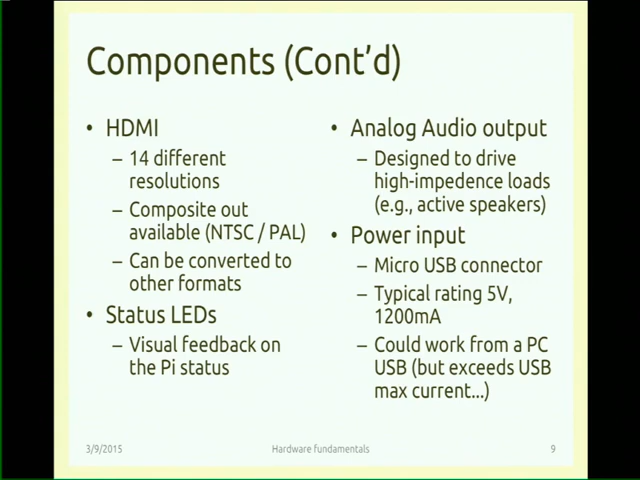 Components (Cont'd)
• HDMI
– 14 different
resolutions
– Composite out
available (NTSC / PAL)
– Can be converted to
other formats
• Status LEDs
– Visual feedback on
the Pi status
• Analog Audio output
– Designed to drive
high-impedence loads
(e.g., active speakers)
• Power input
– Micro USB connector
– Typical rating 5V,
1200mA
– Could work from a PC
USB (but exceeds USB
max current...)
3/9/2015
Hardware fundamentals
9